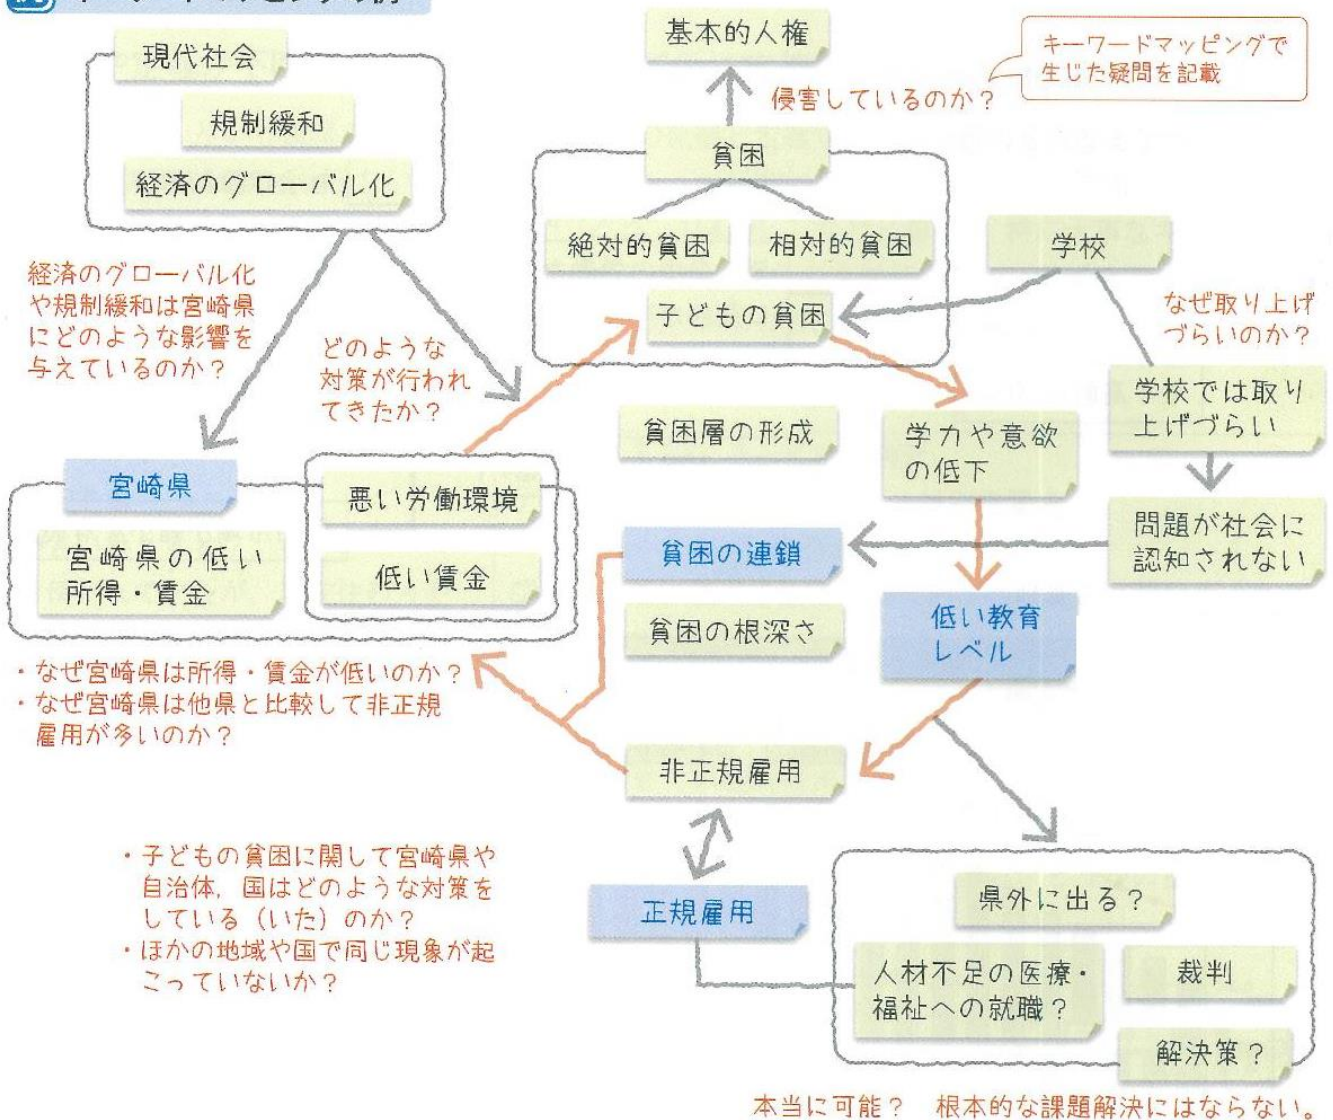 現代社会
規制緩和
経済のグローバル化
基本的人権
キーワードマッピングで
生じた疑問を記載
侵害しているのか?
貧困
絶対的貧困
相対的貧困
子どもの貧困
学校
なぜ取り上げ
づらいのか?
学校では取り
上げづらい
問題が社会に
認知されない
経済のグローバル化
や規制緩和は宮崎県
にどのような影響を
与えているのか?
どのような
対策が行われ
てきたか?
貧困層の形成
学力や意欲
の低下
宮崎県
悪い労働環境
宮崎県の低い
所得・賃金
低い賃金
貧困の連鎖
貧困の根深さ
低い教育
レベル
・なぜ宮崎県は所得・賃金が低いのか?
・なぜ宮崎県は他県と比較して非正規
雇用が多いのか?
非正規雇用
・子どもの貧困に関して宮崎県や
自治体,国はどのような対策を
している(いた)のか?
・ほかの地域や国で同じ現象が起
こっていないか?
正規雇用
県外に出る?
人材不足の医療・
福祉への就職?
裁判
解決策?
本当に可能? 根本的な課題解決にはならない。